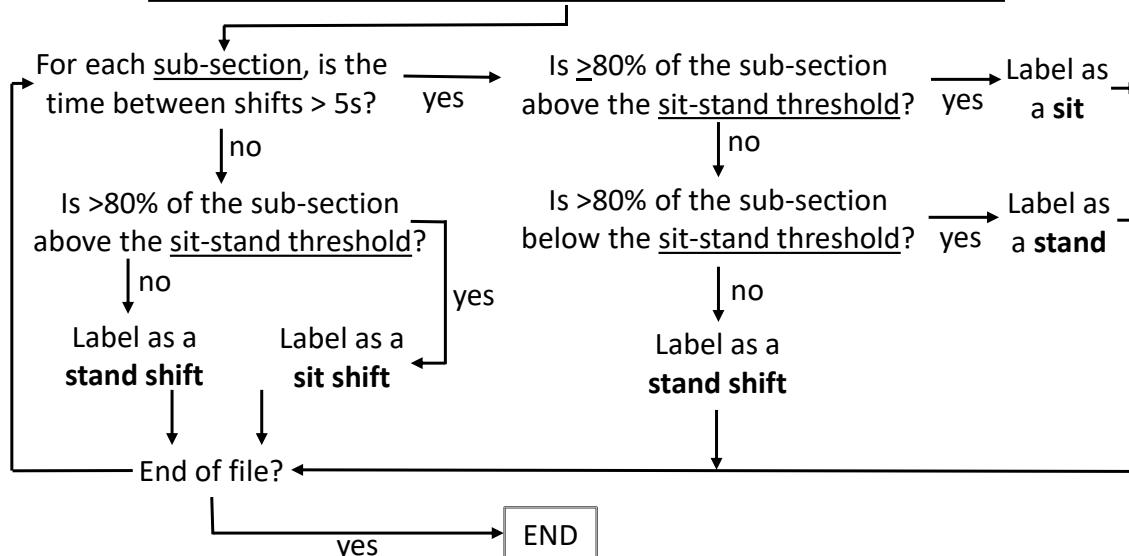 For each sub-section, is the
time between shifts > 5s?
yes
Is ≥80% of the sub-section
above the sit-stand threshold?
yes
Label as
a sit
no
no
Is >80% of the sub-section
above the sit-stand threshold?
yes
Is >80% of the sub-section
below the sit-stand threshold?
yes
Label as
a stand
no
no
Label as a
stand shift
Label as a
sit shift
Label as a
stand shift
End of file?
yes
END